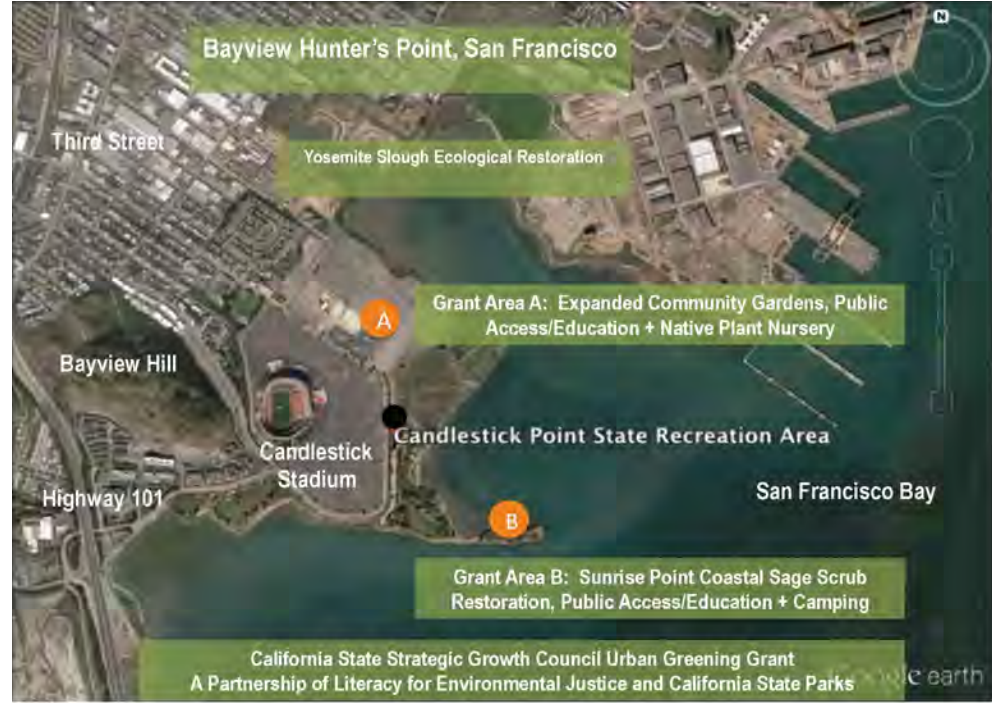 N
Bayview Hunter's Point, San Francisco
Third Street
Yosemite Slough Ecological Restoration
Grant Area A: Expanded Community Gardens, Public
Access/Education + Native Plant Nursery
A
Bayview Hill
Candlestick Point State Recreation Area
Candlestick
Stadium
Highway 101
San Francisco Bay
B
Grant Area B: Sunrise Point Coastal Sage Scrub
Restoration, Public Access/Education + Camping
California State Strategic Growth Council Urban Greening Grant
A Partnership of Literacy for Environmental Justice and California State Parks
Google earth